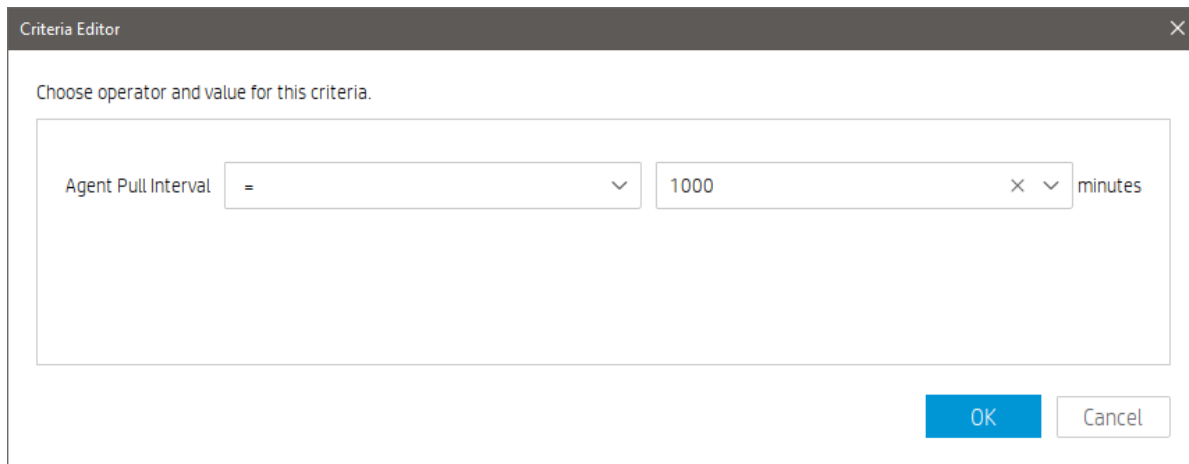 Criteria Editor
Choose operator and value for this criteria.
Agent Pull Interval = 1000 minutes
OK Cancel